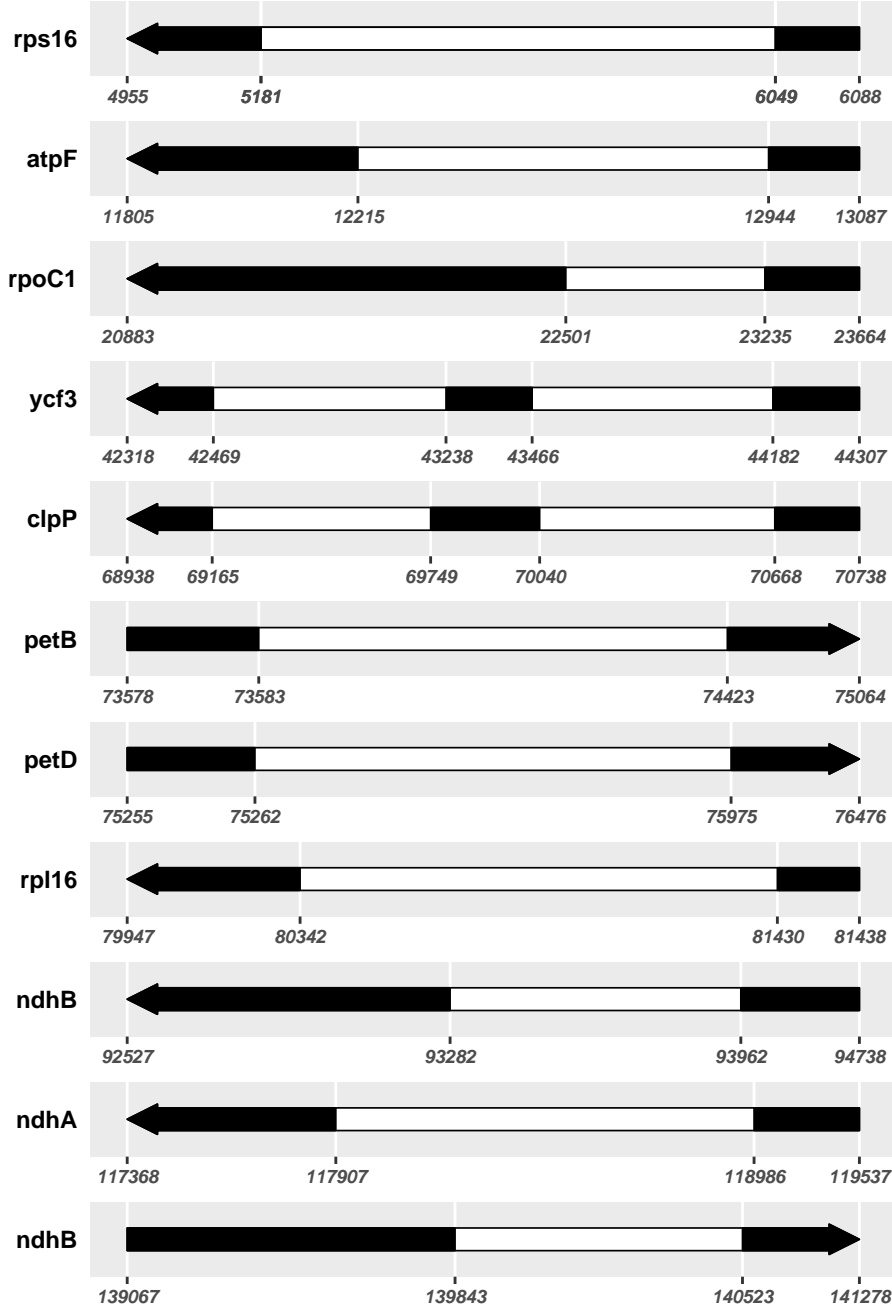 rps16
4955 5181 6049 6088
atpF
11805 12215 12944 13087
rpoC1
20883 22501 23235 23664
ycf3
42318 42469 43238 43466 44182 44307
clpP
68938 69165 69749 70040 70668 70738
petB
73578 73583 74423 75064
petD
75255 75262 75975 76476
rpl16
79947 80342 81430 81438
ndhB
92527 93282 93962 94738
ndhA
117368 117907 118986 119537
ndhB
139067 139843 140523 141278